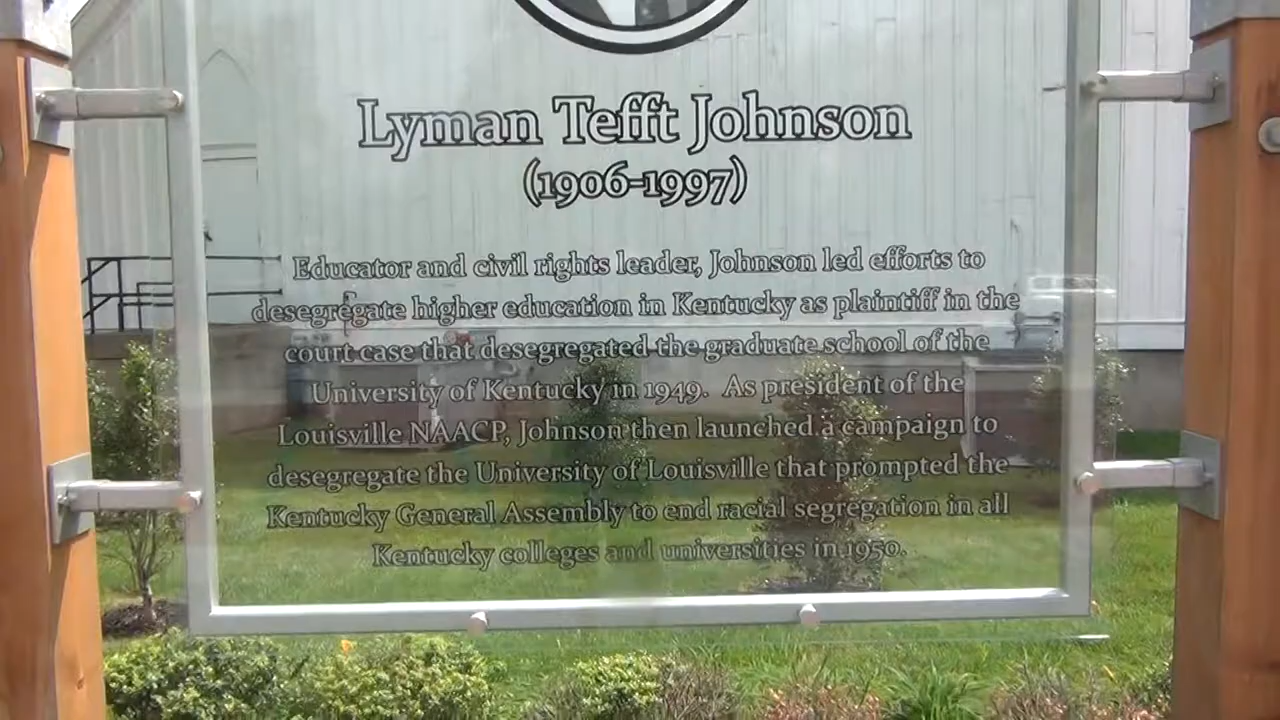 Lyman Tefft Johnson
(1906-1997)
Educator and civil rights leader, Johnson led efforts to
desegregate higher education in Kentucky as plaintiff in the
court case that desegregated the graduate school of the
University of Kentucky in 1949. As president of the
Louisville NAACP, Johnson then launched a campaign to
desegregate the University of Louisville that prompted the
Kentucky General Assembly to end racial segregation in all
Kentucky colleges and universities in 1950.